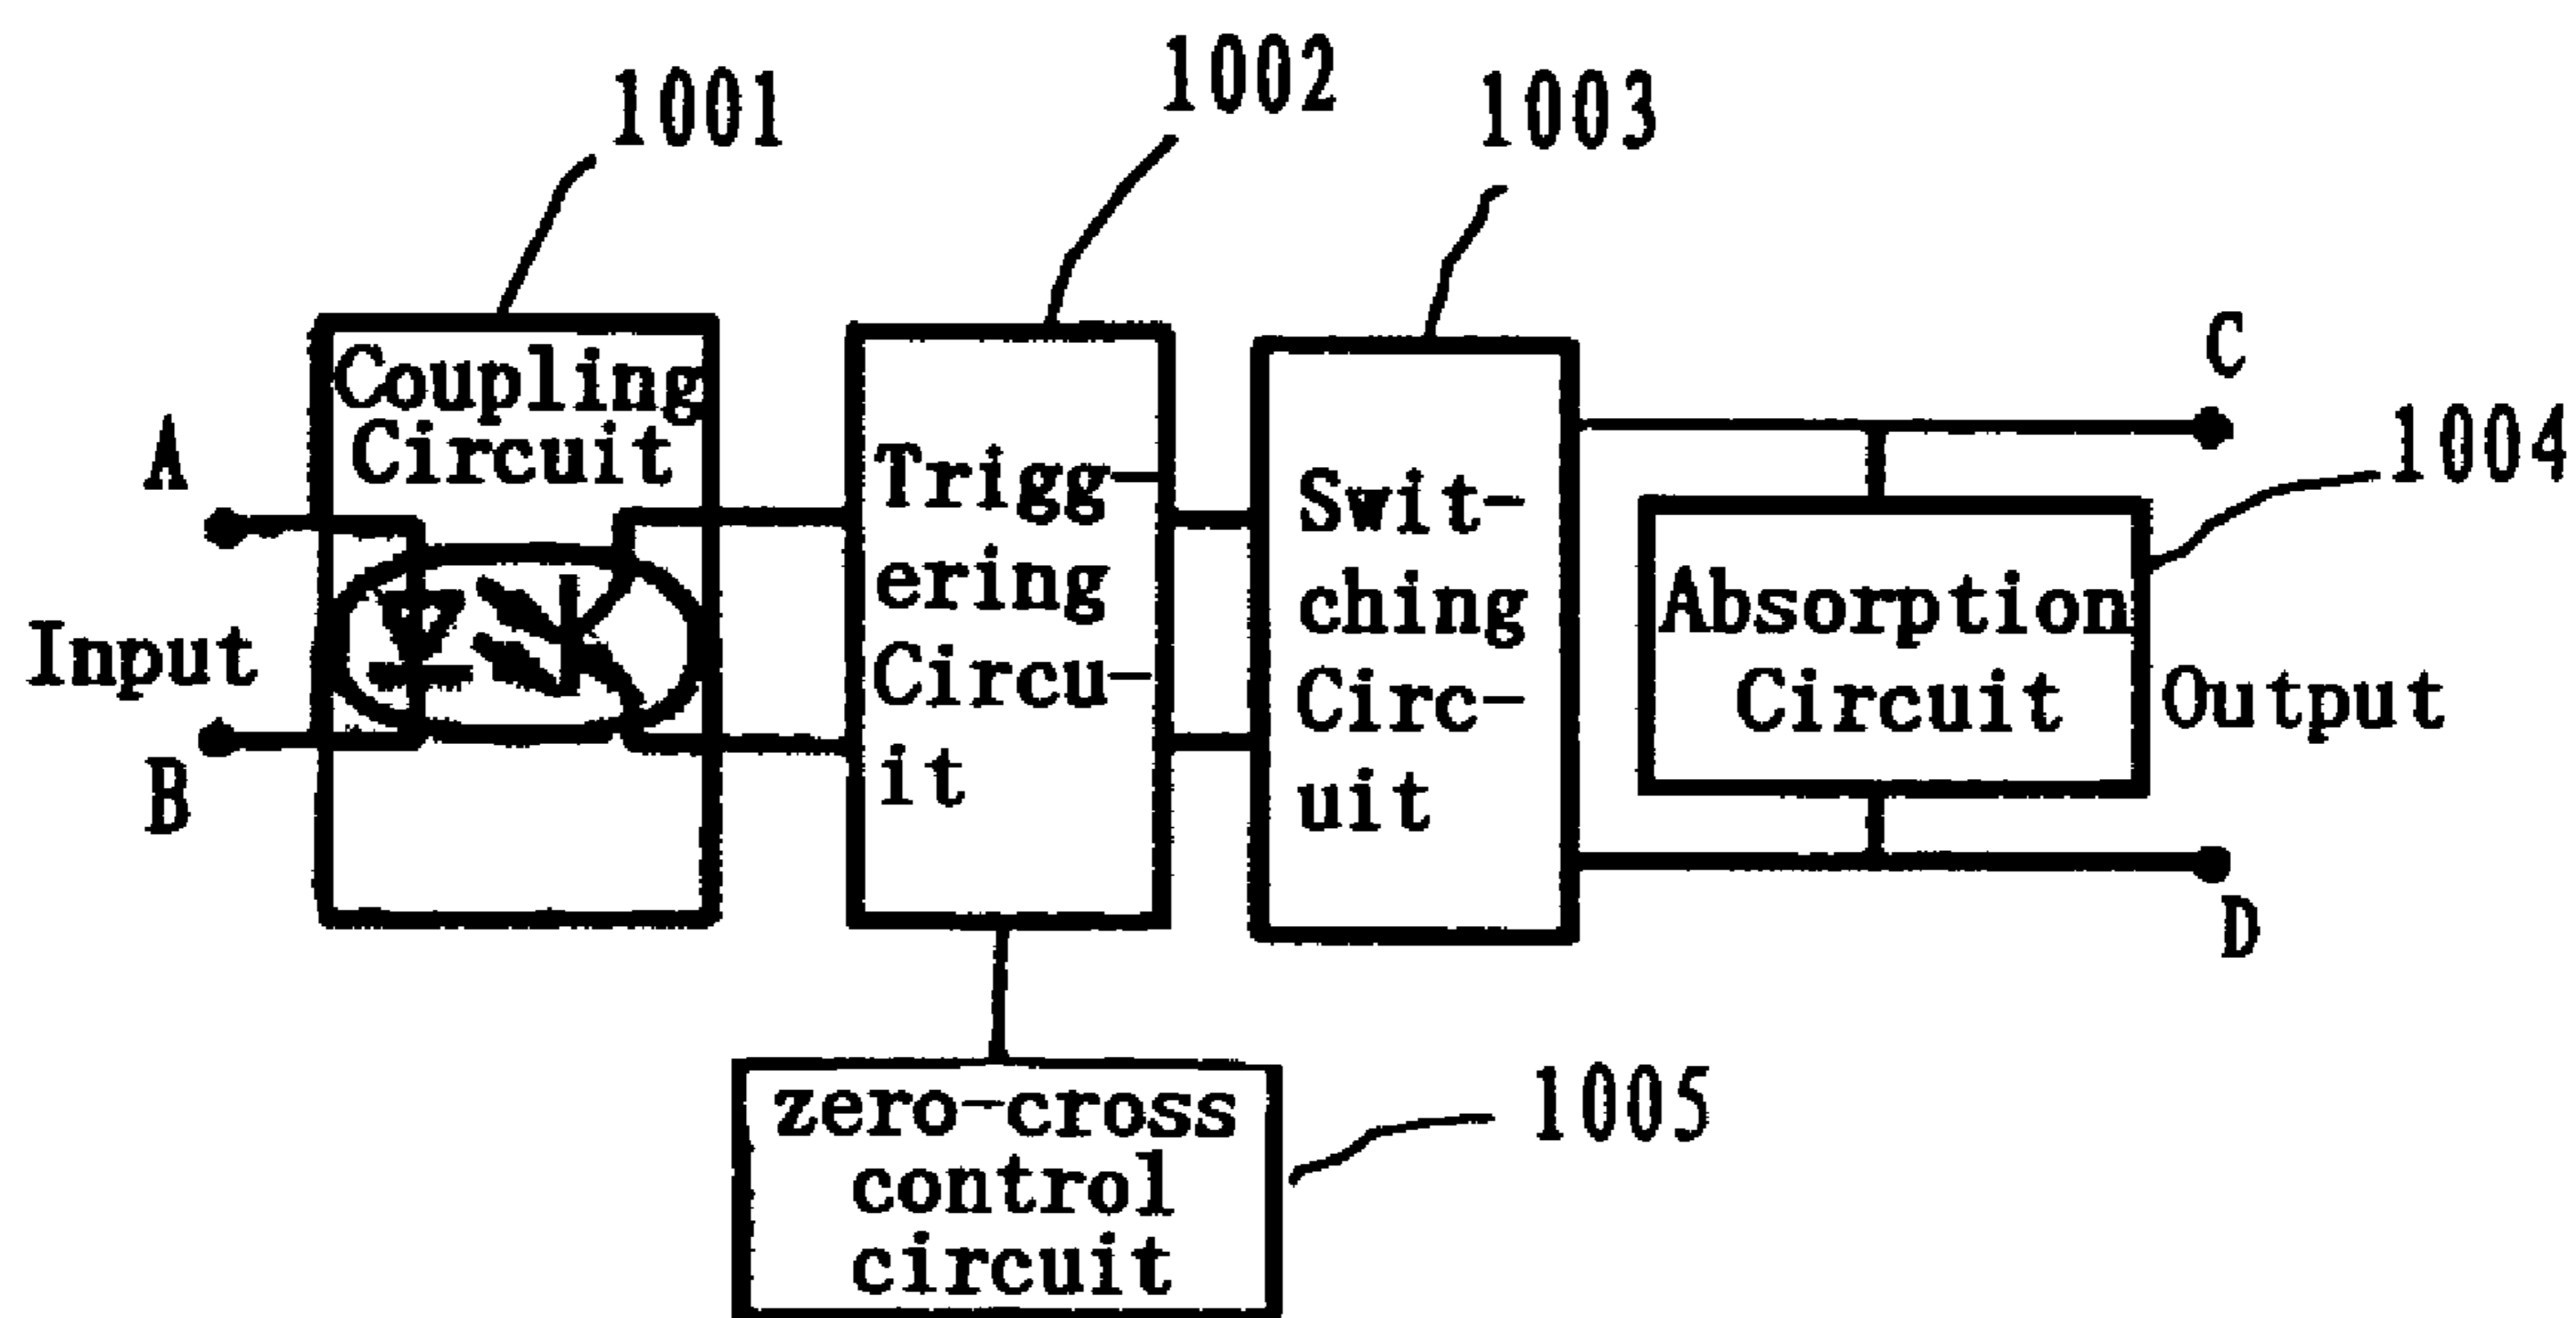 1001
1002
1003
Coupling
Circuit
A
Input
B
Trigg-
ering
Circu-
it
Swit-
ching
Circ-
uit
C
1004
Absorption
Circuit
Output
D
zero-cross
control
circuit
1005